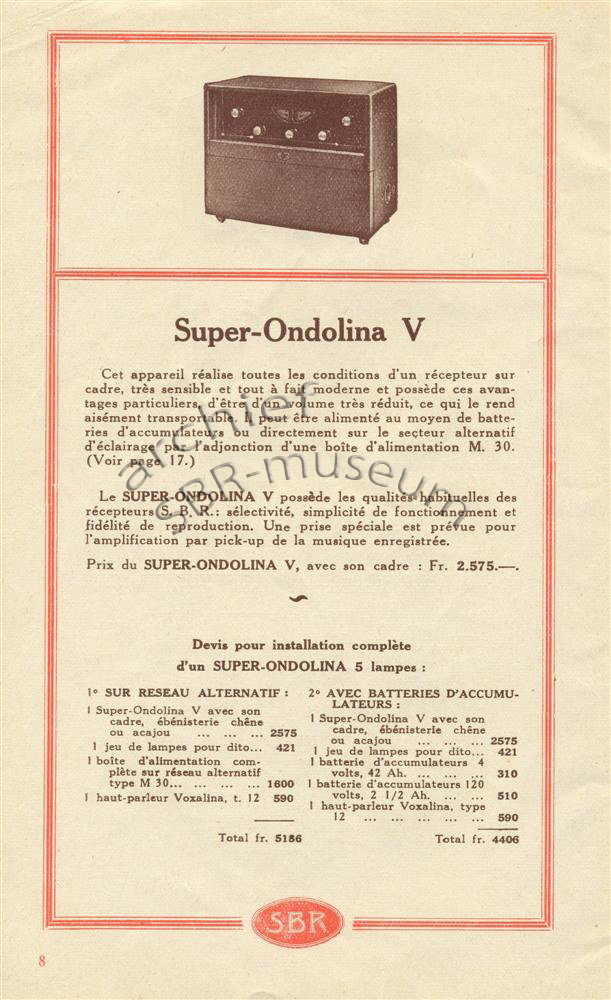 Super-Ondolina V
Cet appareil réalise toutes les conditions d'un récepteur sur
cadre, très sensible et tout à fait moderne et possède ces avan-
tages particuliers, d'être d'un volume très réduit, ce qui le rend
aisément transportable. Il peut être alimenté au moyen de batte-
ries d'accumulateurs ou directement sur le secteur alternatif
d'éclairage par l'adjonction d'une boîte d'alimentation M. 30.
(Voir page 17.)
archief
SBR-museum
Le SUPER-ONDOLINA V possède les qualités habituelles des
récepteurs S. B. R.: sélectivité, simplicité de fonctionnement et
fidélité de reproduction. Une prise spéciale est prévue pour
l'amplification par pick-up de la musique enregistrée.
Prix du SUPER-ONDOLINA V, avec son cadre : Fr. 2.575.—.
Devis pour installation complète
d'un SUPER-ONDOLINA 5 lampes :
1° SUR RESEAU ALTERNATIF :
1 Super-Ondolina V avec son
cadre, ébénisterie chêne
ou acajou ... ... ... 2575
1 jeu de lampes pour dito... 421
1 boîte d'alimentation com-
plète sur réseau alternatif
type M 30... ... ... ... 1600
1 haut-parleur Voxalina, t. 12 590
Total fr. 5186
2° AVEC BATTERIES D'ACCUMU-
LATEURS :
1 Super-Ondolina V avec son
cadre, ébénisterie chêne
ou acajou ... ... ... 2575
1 jeu de lampes pour dito... 421
1 batterie d'accumulateurs 4
volts, 42 Ah. ... ... ... 310
1 batterie d'accumulateurs 120
volts, 2 1/2 Ah. ... ... 510
1 haut-parleur Voxalina, type
12 ... ... ... ... ... 590
Total fr. 4406
SBR
8